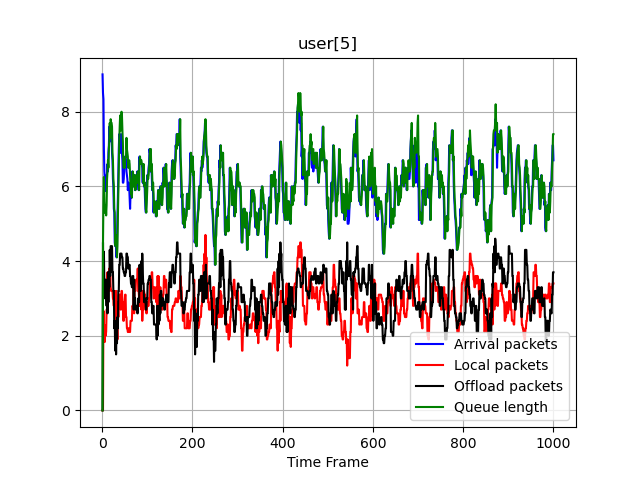 user[5]
8
6
4
2
0
0 200 400 600 800 1000
Time Frame
Arrival packets
Local packets
Offload packets
Queue length